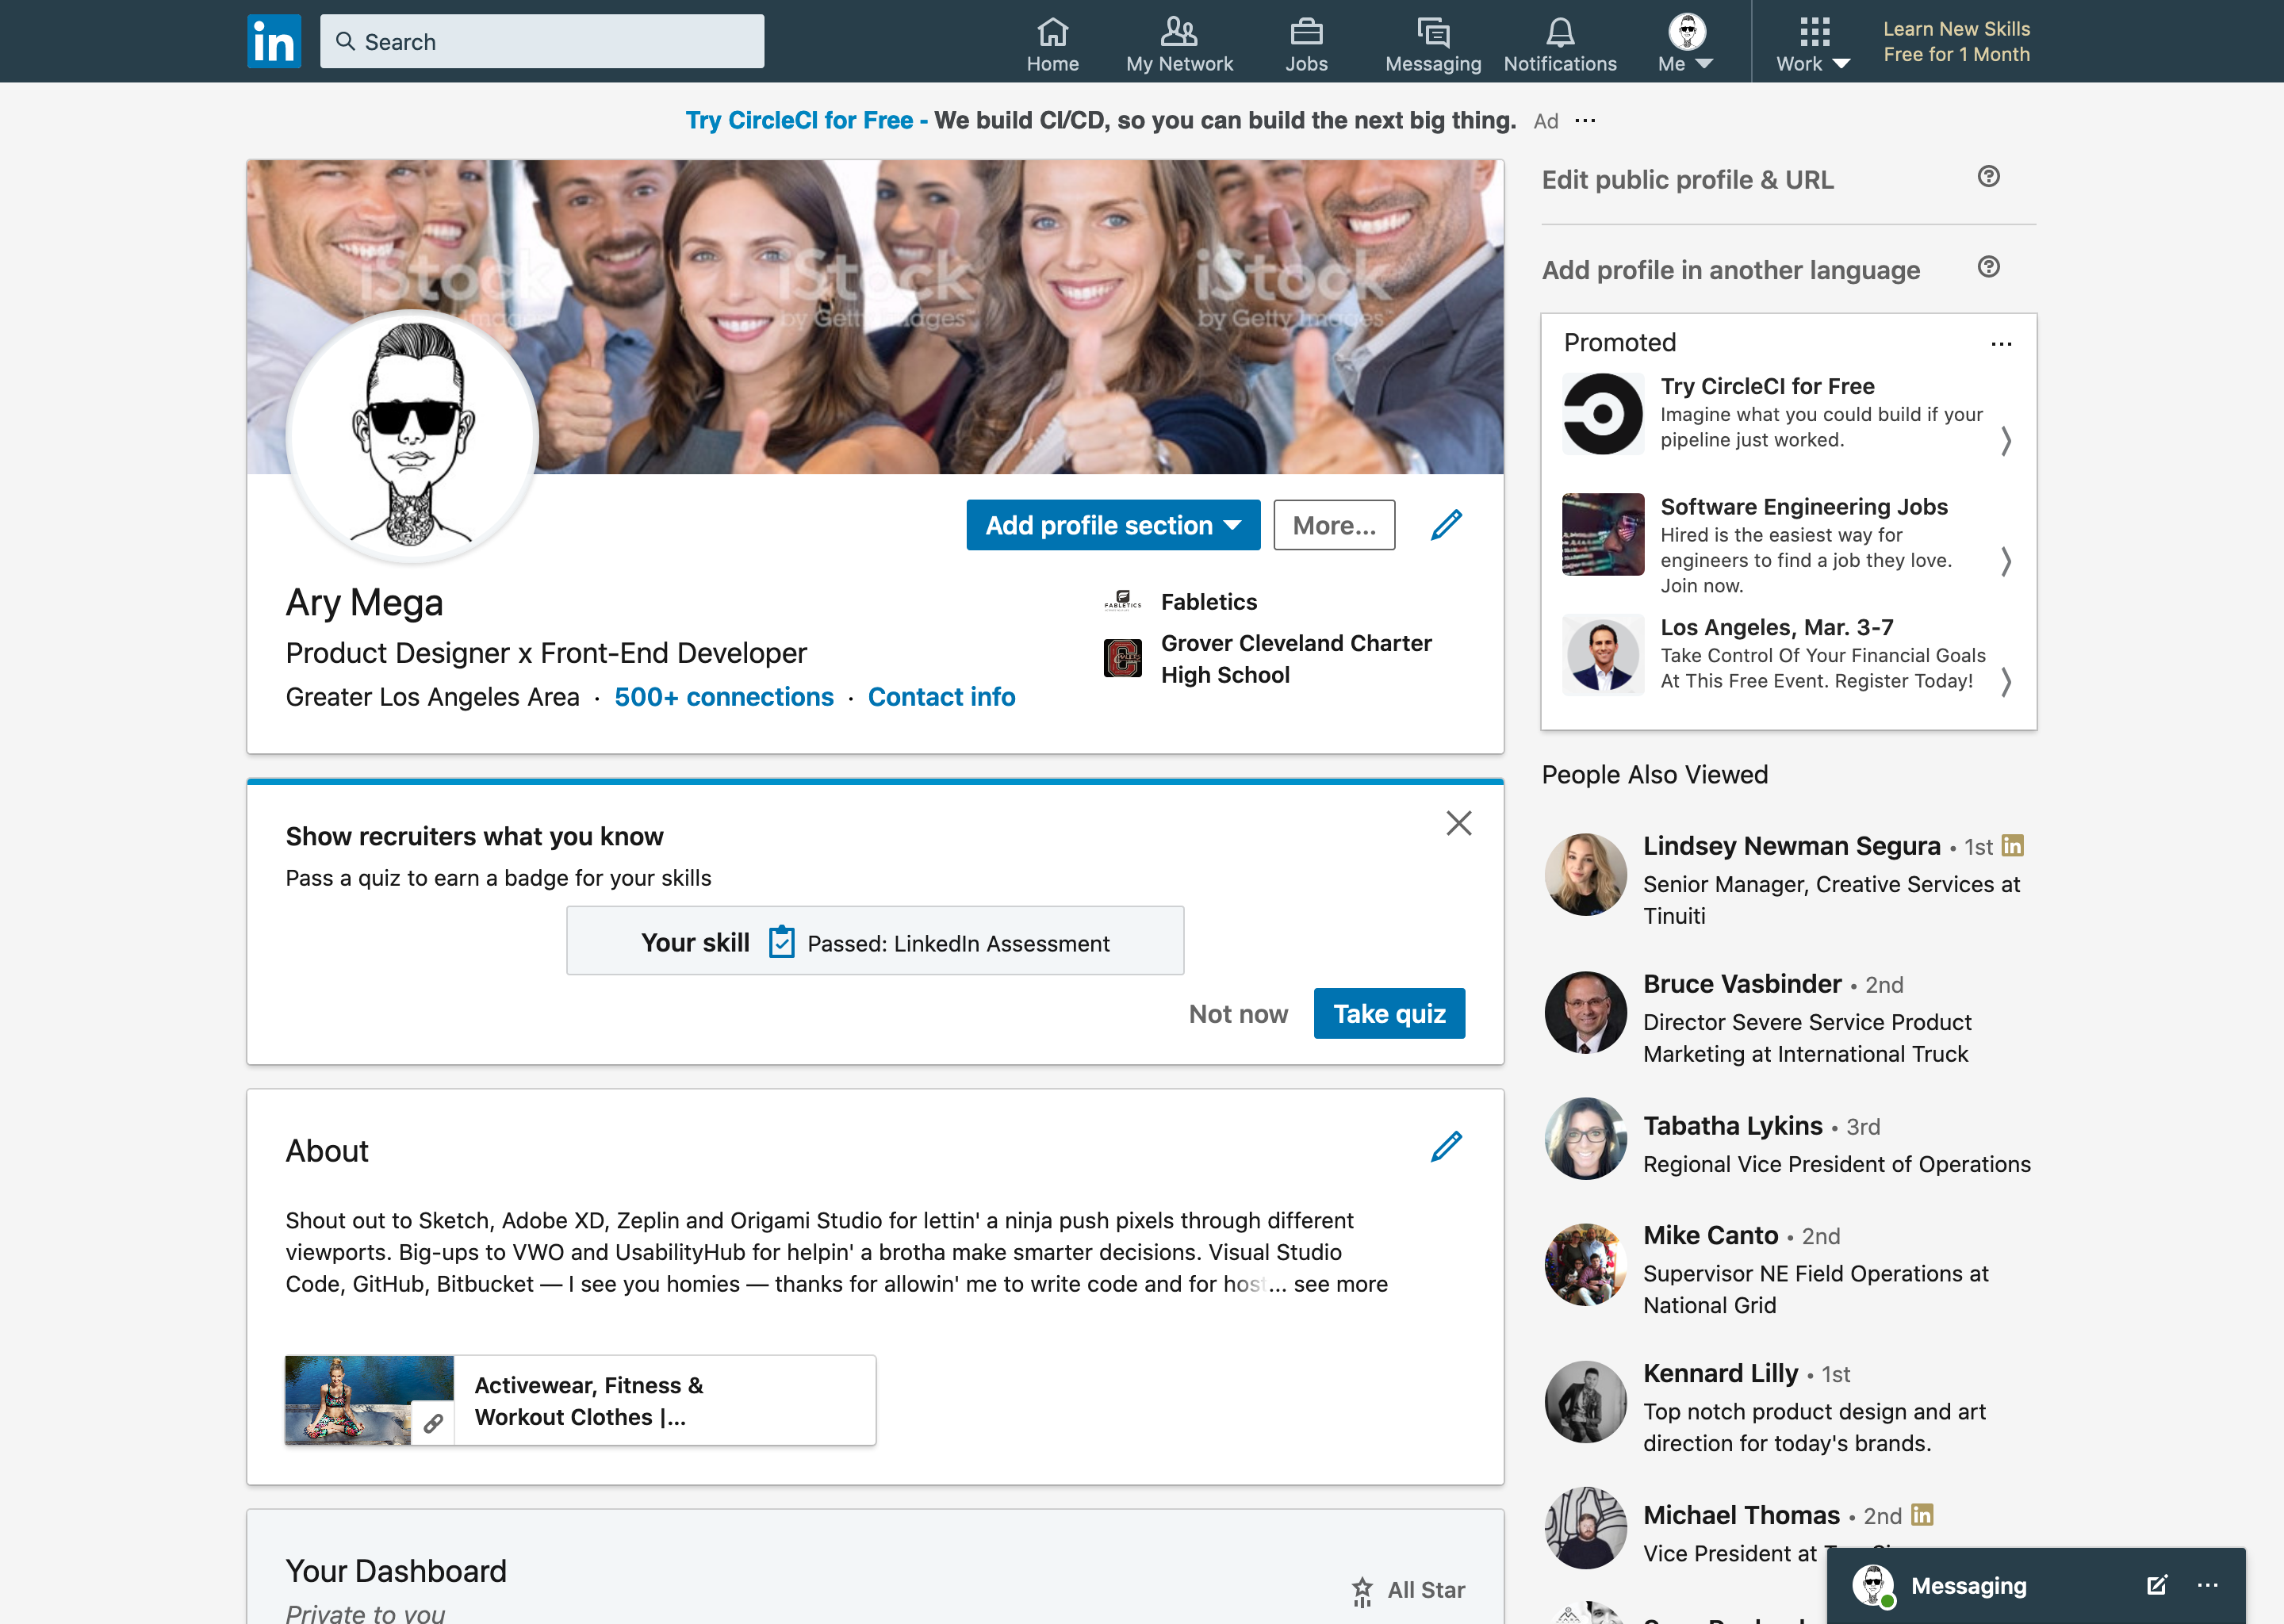 in
Search
Home
My Network
Jobs
Messaging
Notifications
Me
Work
Learn New Skills
Free for 1 Month
Try CircleCI for Free - We build CI/CD, so you can build the next big thing. Ad ...
iStock
by Getty Images™
iStock
by Getty Images™
iStock
by Getty Images™
Add profile section
More...
Ary Mega
Product Designer x Front-End Developer
Greater Los Angeles Area · 500+ connections · Contact info
FABLETICS
Fabletics
Grover Cleveland Charter
High School
Show recruiters what you know
Pass a quiz to earn a badge for your skills
Your skill Passed: LinkedIn Assessment
Not now
Take quiz
About
Shout out to Sketch, Adobe XD, Zeplin and Origami Studio for lettin' a ninja push pixels through different
viewports. Big-ups to VWO and UsabilityHub for helpin' a brotha make smarter decisions. Visual Studio
Code, GitHub, Bitbucket — I see you homies — thanks for allowin' me to write code and for host... see more
Activewear, Fitness &
Workout Clothes |...
Your Dashboard
Private to you
All Star
Edit public profile & URL
Add profile in another language
Promoted ...
Try CircleCI for Free
Imagine what you could build if your
pipeline just worked.
Software Engineering Jobs
Hired is the easiest way for
engineers to find a job they love.
Join now.
Los Angeles, Mar. 3-7
Take Control Of Your Financial Goals
At This Free Event. Register Today!
People Also Viewed
Lindsey Newman Segura • 1st in
Senior Manager, Creative Services at
Tinuiti
Bruce Vasbinder • 2nd
Director Severe Service Product
Marketing at International Truck
Tabatha Lykins • 3rd
Regional Vice President of Operations
Mike Canto • 2nd
Supervisor NE Field Operations at
National Grid
Kennard Lilly • 1st
Top notch product design and art
direction for today's brands.
Michael Thomas • 2nd in
Vice President at
Messaging ...